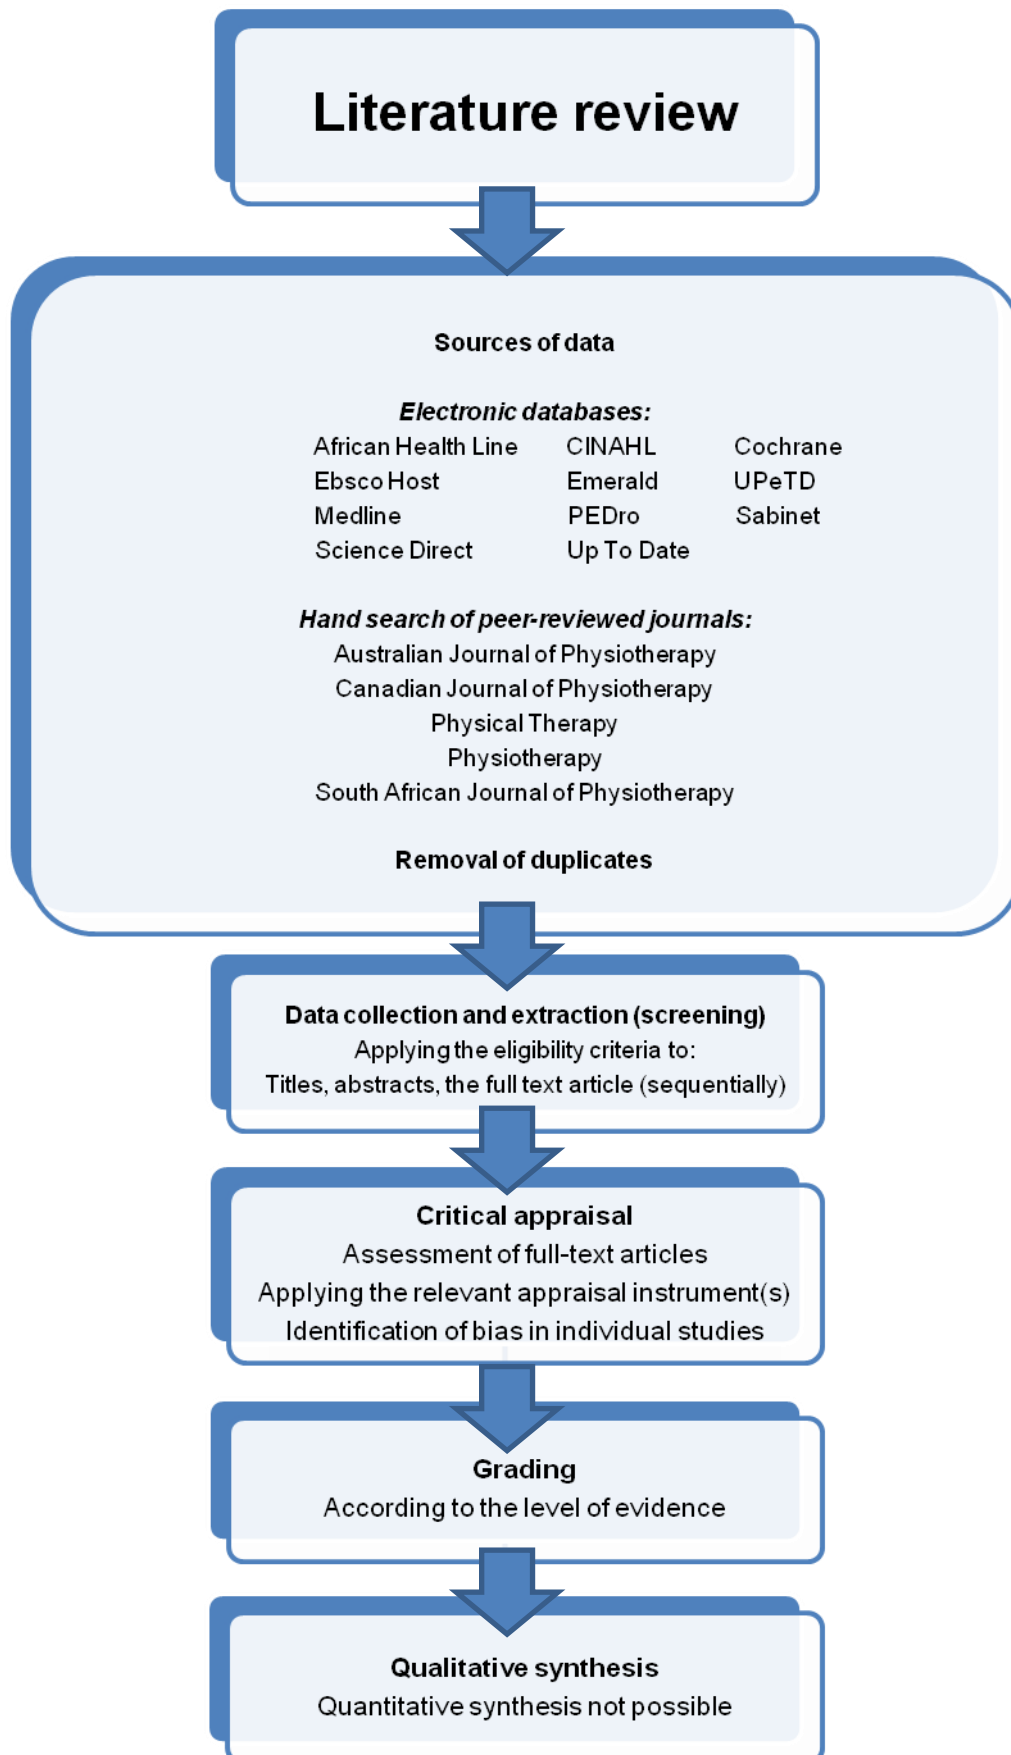 Literature review
Sources of data
Electronic databases:
African Health Line CINAHL Cochrane
Ebsco Host Emerald UPeTD
Medline PEDro Sabinet
Science Direct Up To Date
Hand search of peer-reviewed journals:
Australian Journal of Physiotherapy
Canadian Journal of Physiotherapy
Physical Therapy
Physiotherapy
South African Journal of Physiotherapy
Removal of duplicates
Data collection and extraction (screening)
Applying the eligibility criteria to:
Titles, abstracts, the full text article (sequentially)
Critical appraisal
Assessment of full-text articles
Applying the relevant appraisal instrument(s)
Identification of bias in individual studies
Grading
According to the level of evidence
Qualitative synthesis
Quantitative synthesis not possible